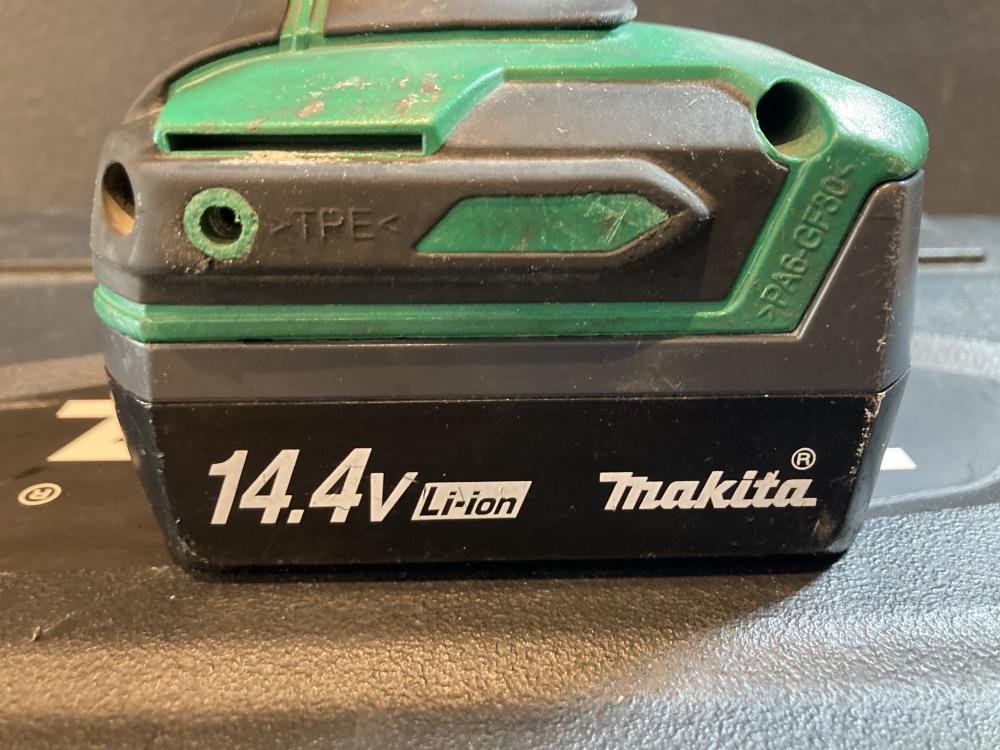 >TPE<
>PA6-GF30<
14.4V Li-ion
makita®
®